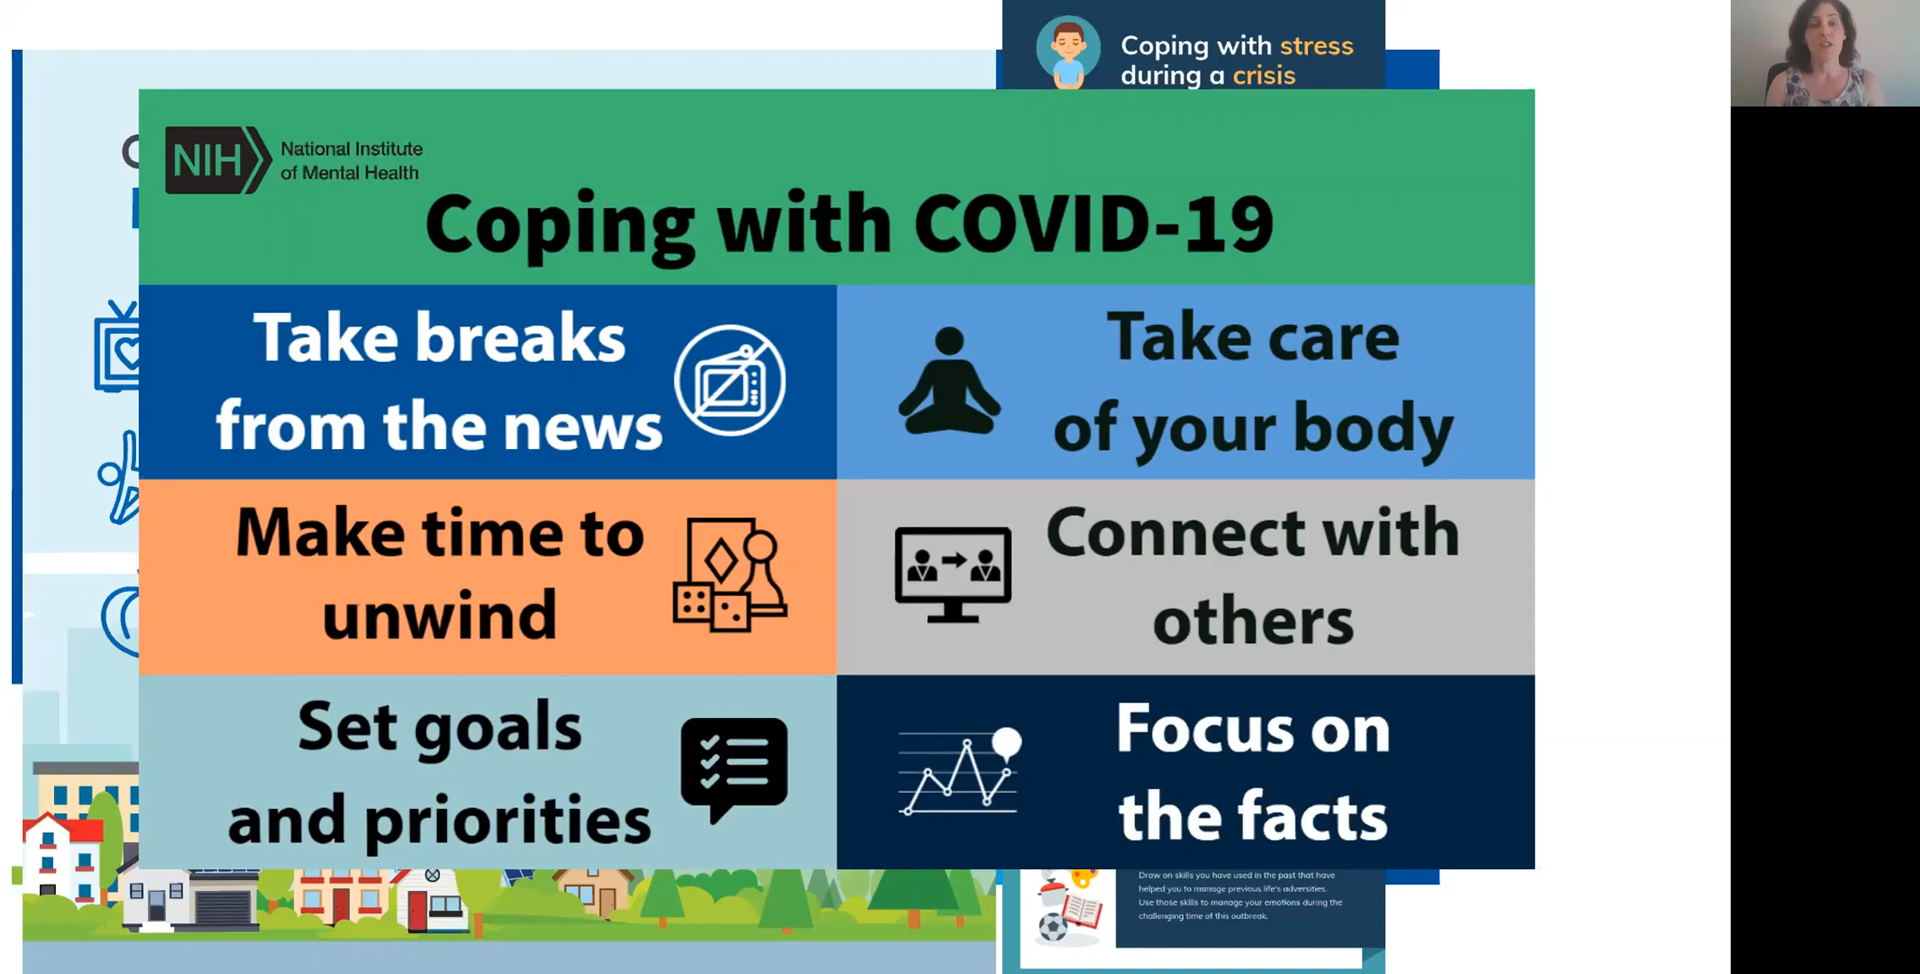 Coping with stress
during a crisis
NIH
National Institute
of Mental Health
Coping with COVID-19
Take breaks
from the news
Take care
of your body
Make time to
unwind
Connect with
others
Set goals
and priorities
Focus on
the facts
Draw on skills you have used in the past that have
helped you to manage previous life's adversities.
Use those skills to manage your emotions during the
challenging time of this outbreak.